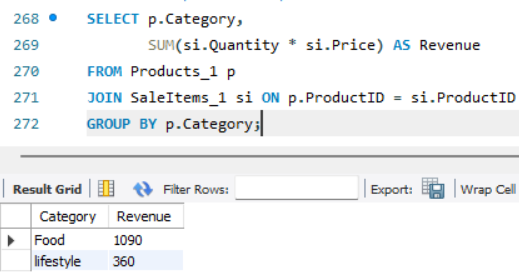 268 SELECT p.Category,
269 SUM(si.Quantity * si.Price) AS Revenue
270 FROM Products_1 p
271 JOIN SaleItems_1 si ON p.ProductID = si.ProductID
272 GROUP BY p.Category;
Result Grid Filter Rows: Export: Wrap Cell
Category Revenue
Food 1090
lifestyle 360